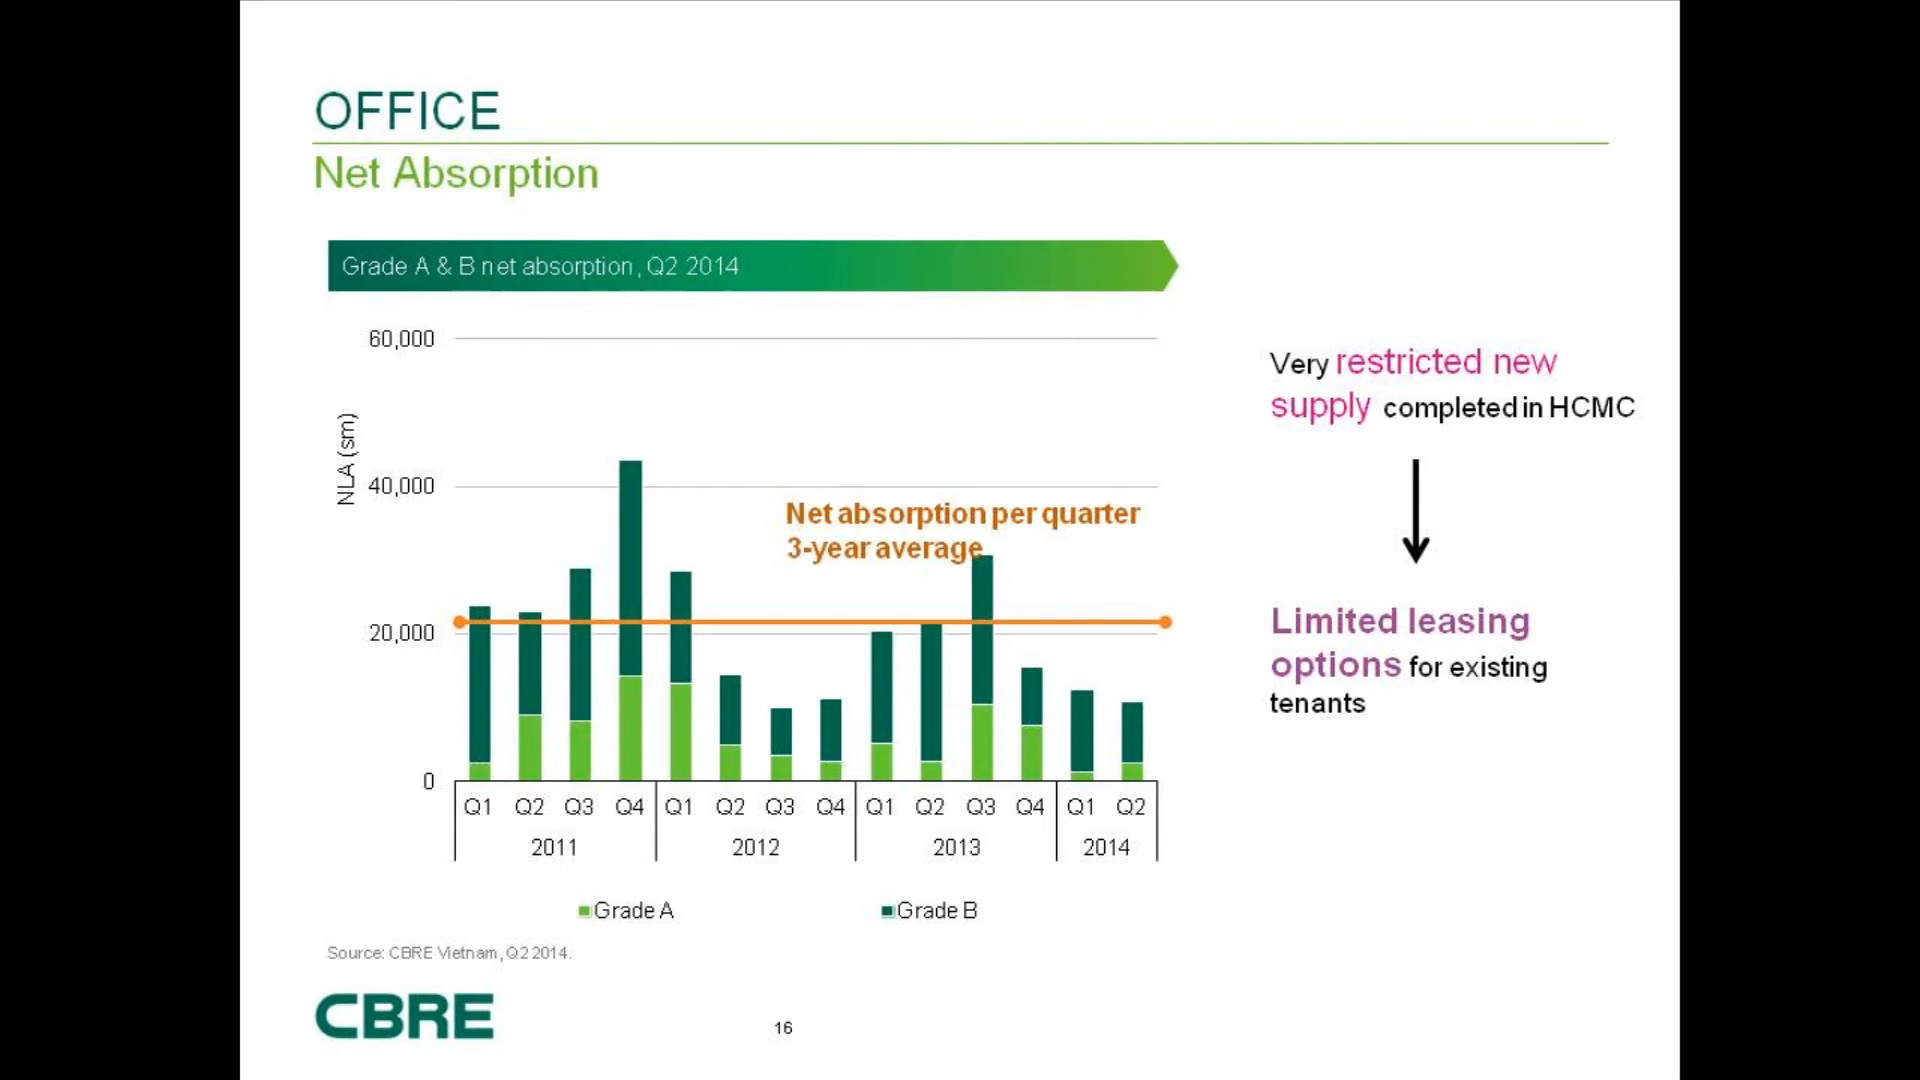 OFFICE
Net Absorption
Grade A & B net absorption, Q2 2014
60,000
40,000
20,000
0
NLA (sm)
Net absorption per quarter
3-year average
Q1 Q2 Q3 Q4 Q1 Q2 Q3 Q4 Q1 Q2 Q3 Q4 Q1 Q2
2011 2012 2013 2014
Grade A Grade B
Very restricted new
supply completed in HCMC
Limited leasing
options for existing
tenants
Source: CBRE Vietnam, Q2 2014.
CBRE
16